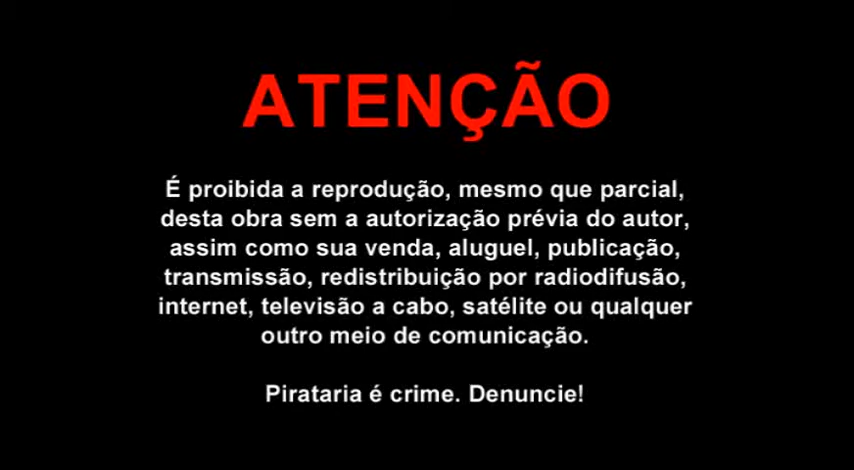 ATENÇÃO
É proibida a reprodução, mesmo que parcial,
desta obra sem a autorização prévia do autor,
assim como sua venda, aluguel, publicação,
transmissão, redistribuição por radiodifusão,
internet, televisão a cabo, satélite ou qualquer
outro meio de comunicação.
Pirataria é crime. Denuncie!